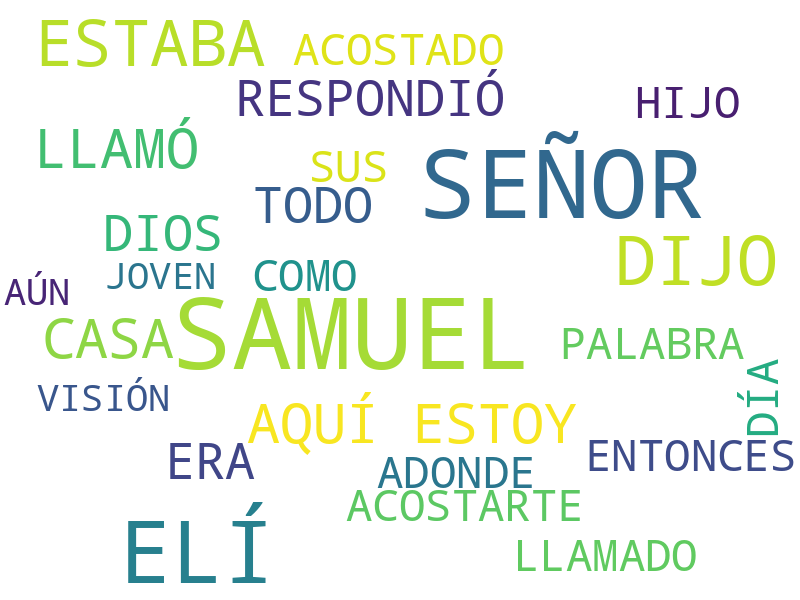 ESTABA
ACOSTADO
RESPONDIÓ
HIJO
LLAMÓ
SUS
SEÑOR
TODO
DIOS
DIJO
JOVEN
COMO
AÚN
SAMUEL
CASA
PALABRA
VISIÓN
DÍA
AQUÍ ESTOY
ERA
ADONDE
ENTONCES
ACOSTARTE
ELÍ
LLAMADO